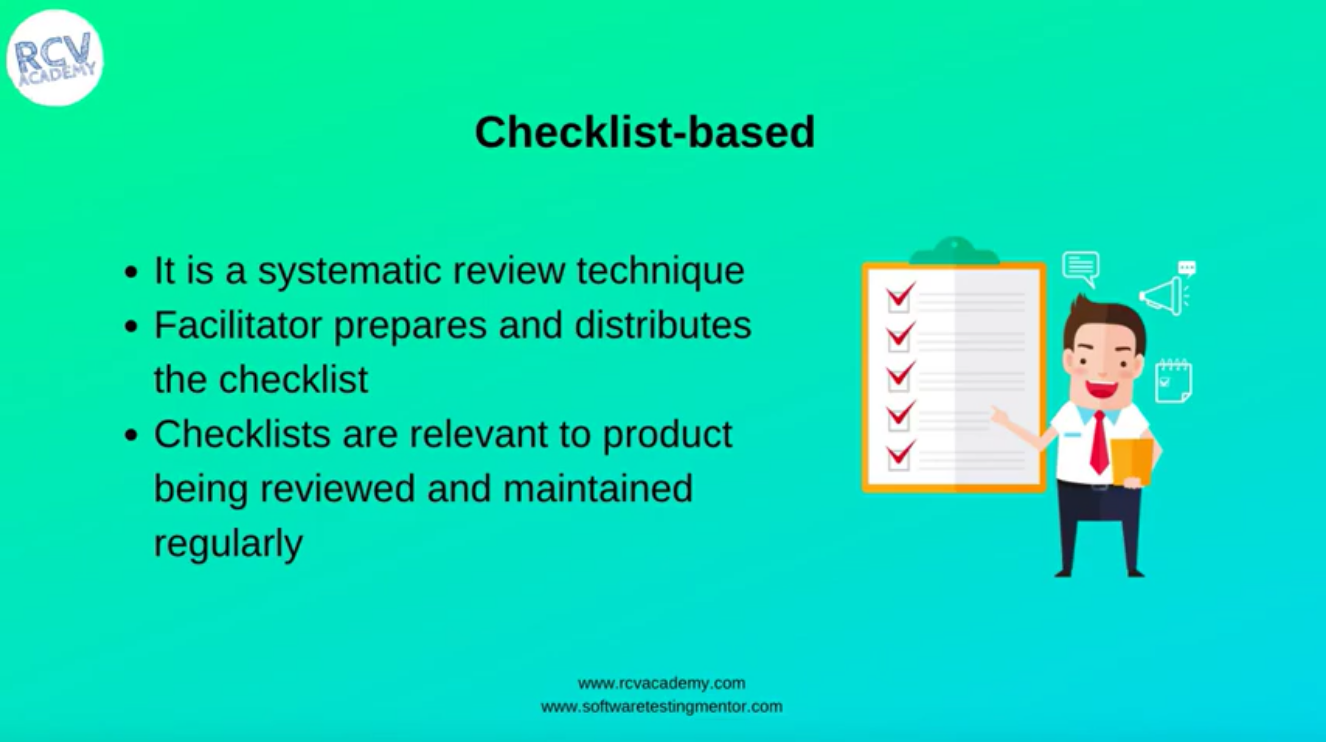 RCV
ACADEMY
Checklist-based
• It is a systematic review technique
• Facilitator prepares and distributes
the checklist
• Checklists are relevant to product
being reviewed and maintained
regularly
www.rcvacademy.com
www.softwaretestingmentor.com